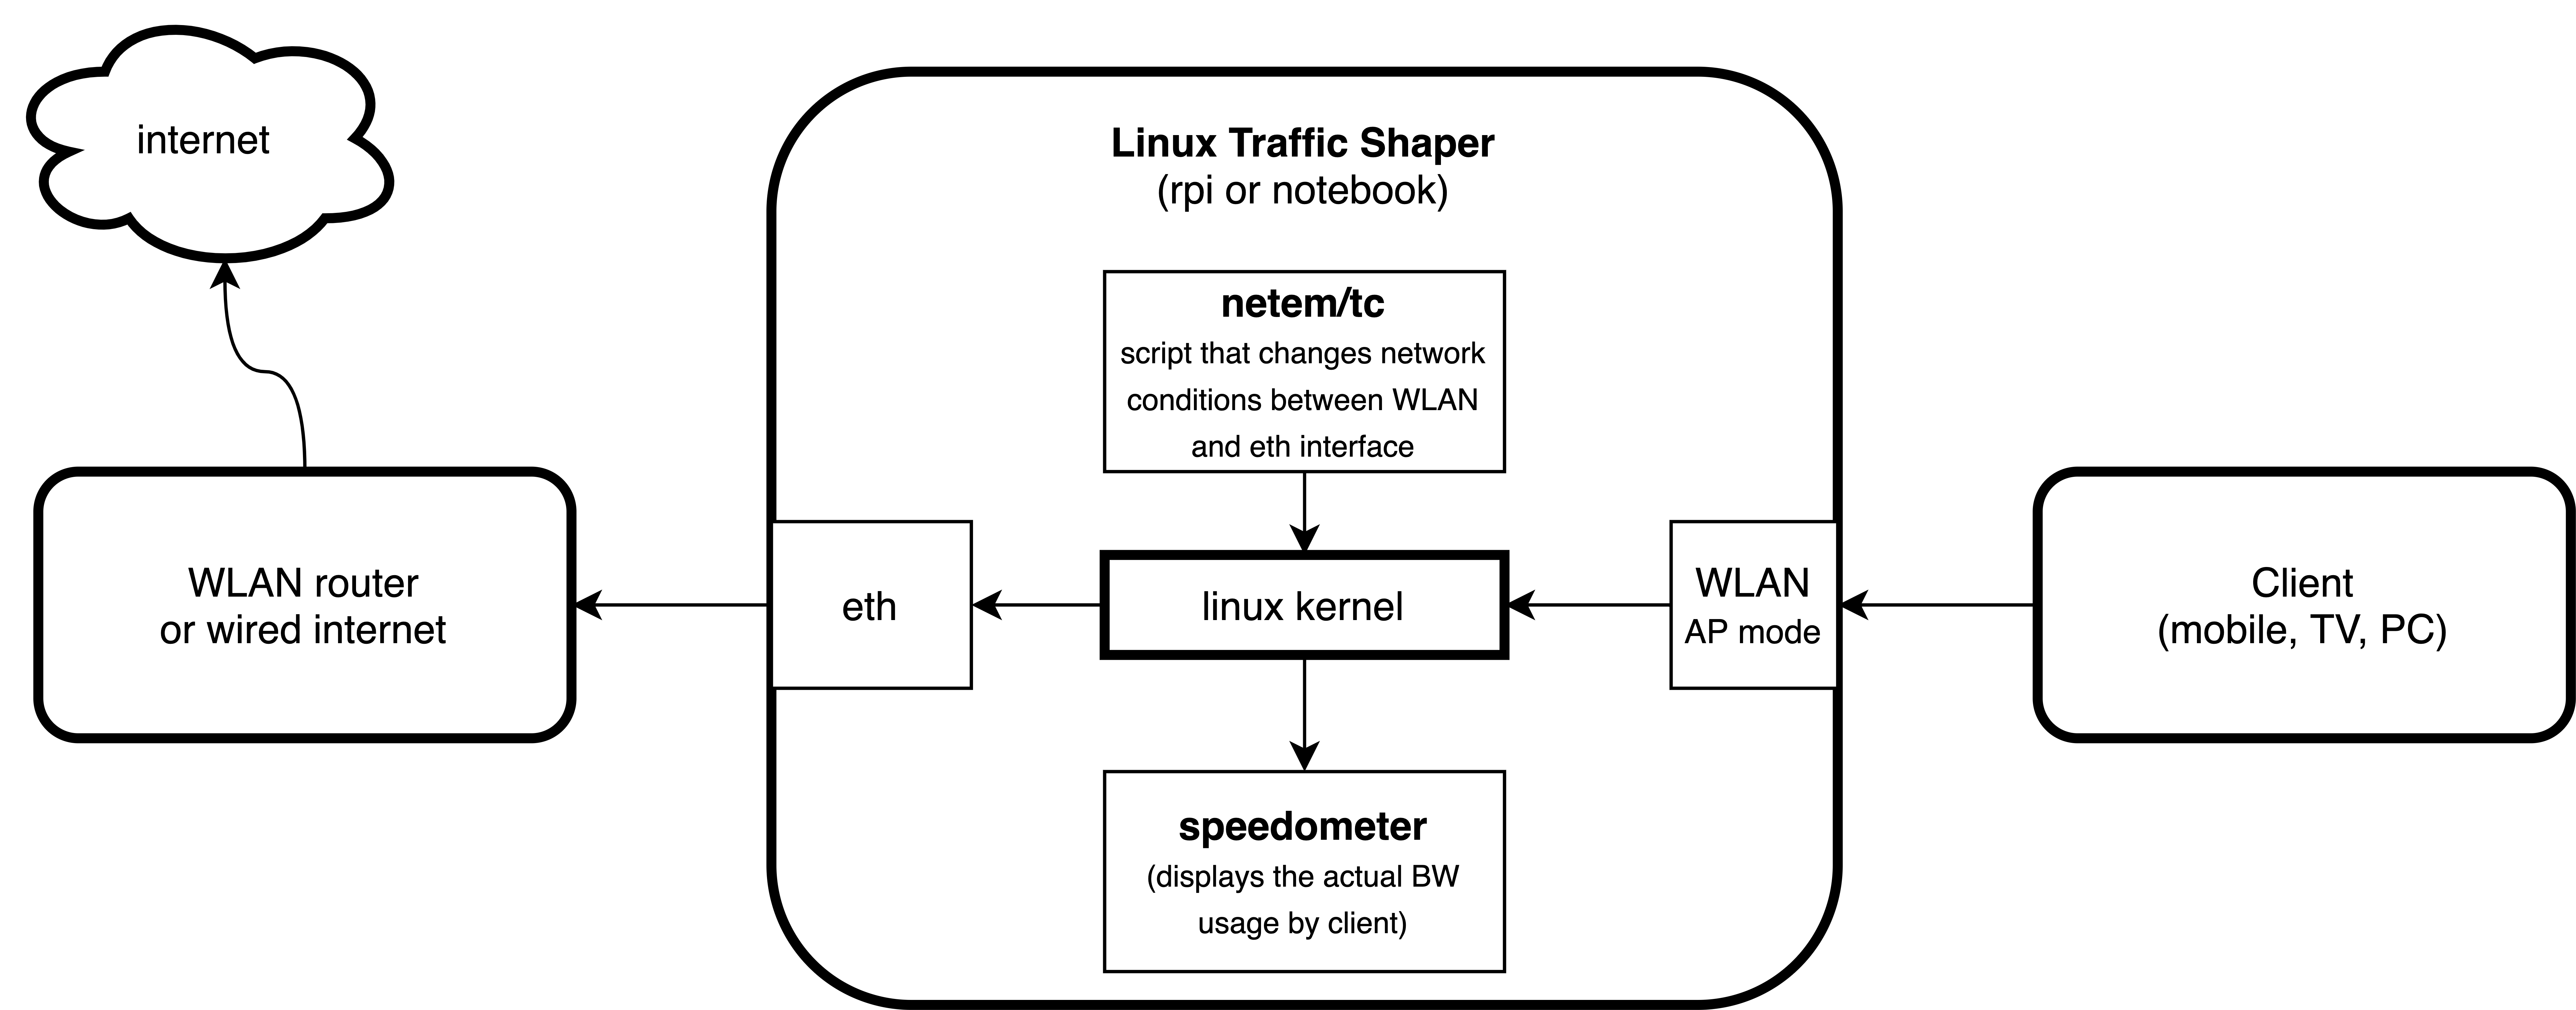 internet
Linux Traffic Shaper
(rpi or notebook)
netem/tc
script that changes network
conditions between WLAN
and eth interface
WLAN router
or wired internet
eth
linux kernel
WLAN
AP mode
Client
(mobile, TV, PC)
speedometer
(displays the actual BW
usage by client)